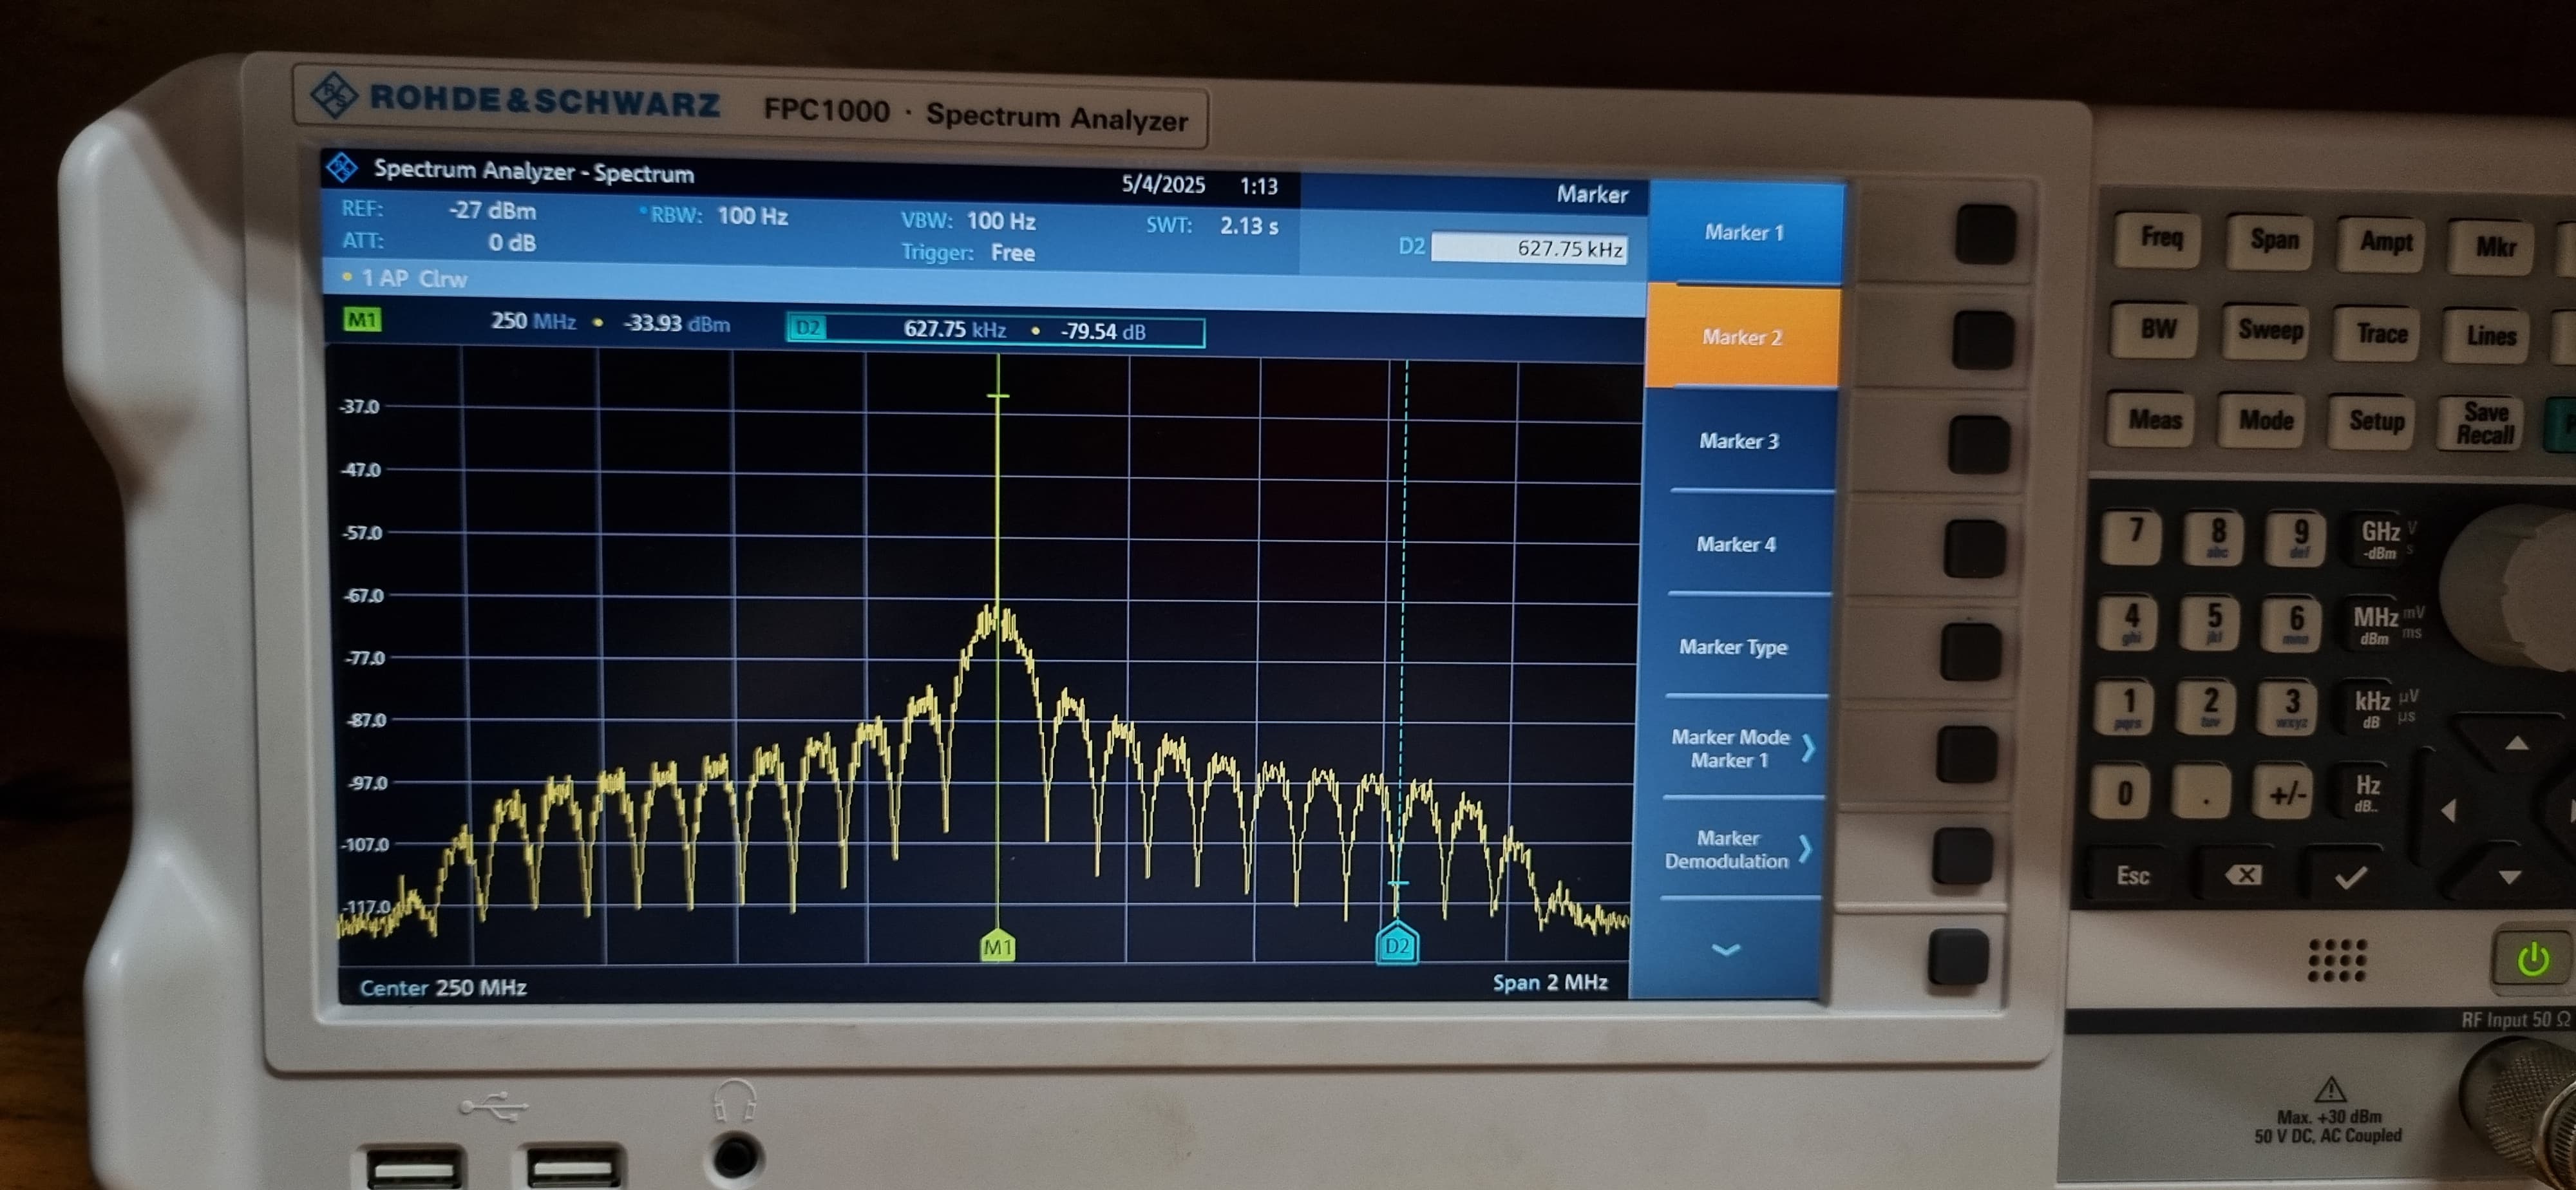 ROHDE&SCHWARZ FPC1000 · Spectrum Analyzer
Spectrum Analyzer - Spectrum 5/4/2025 1:13 Marker
REF: -27 dBm RBW: 100 Hz VBW: 100 Hz SWT: 2.13 s
ATT: 0 dB Trigger: Free D2 627.75 kHz
1 AP Clrw
M1 250 MHz • -33.93 dBm D2 627.75 kHz • -79.54 dB
-37.0
-47.0
-57.0
-67.0
-77.0
-87.0
-97.0
-107.0
-117.0
M1 D2
Center 250 MHz Span 2 MHz
Marker 1
Marker 2
Marker 3
Marker 4
Marker Type
Marker Mode
Marker 1
Marker
Demodulation
Freq Span Ampt Mkr
BW Sweep Trace Lines
Meas Mode Setup Save
Recall
7 8 abc 9 def GHz -dBm V s
4 ghi 5 jkl 6 mno MHz dBm mV ms
1 pqrs 2 tuv 3 wxyz kHz dB µV µs
0 . +/- Hz dB..
Esc
RF Input 50 Ω
Max. +30 dBm
50 V DC, AC Coupled